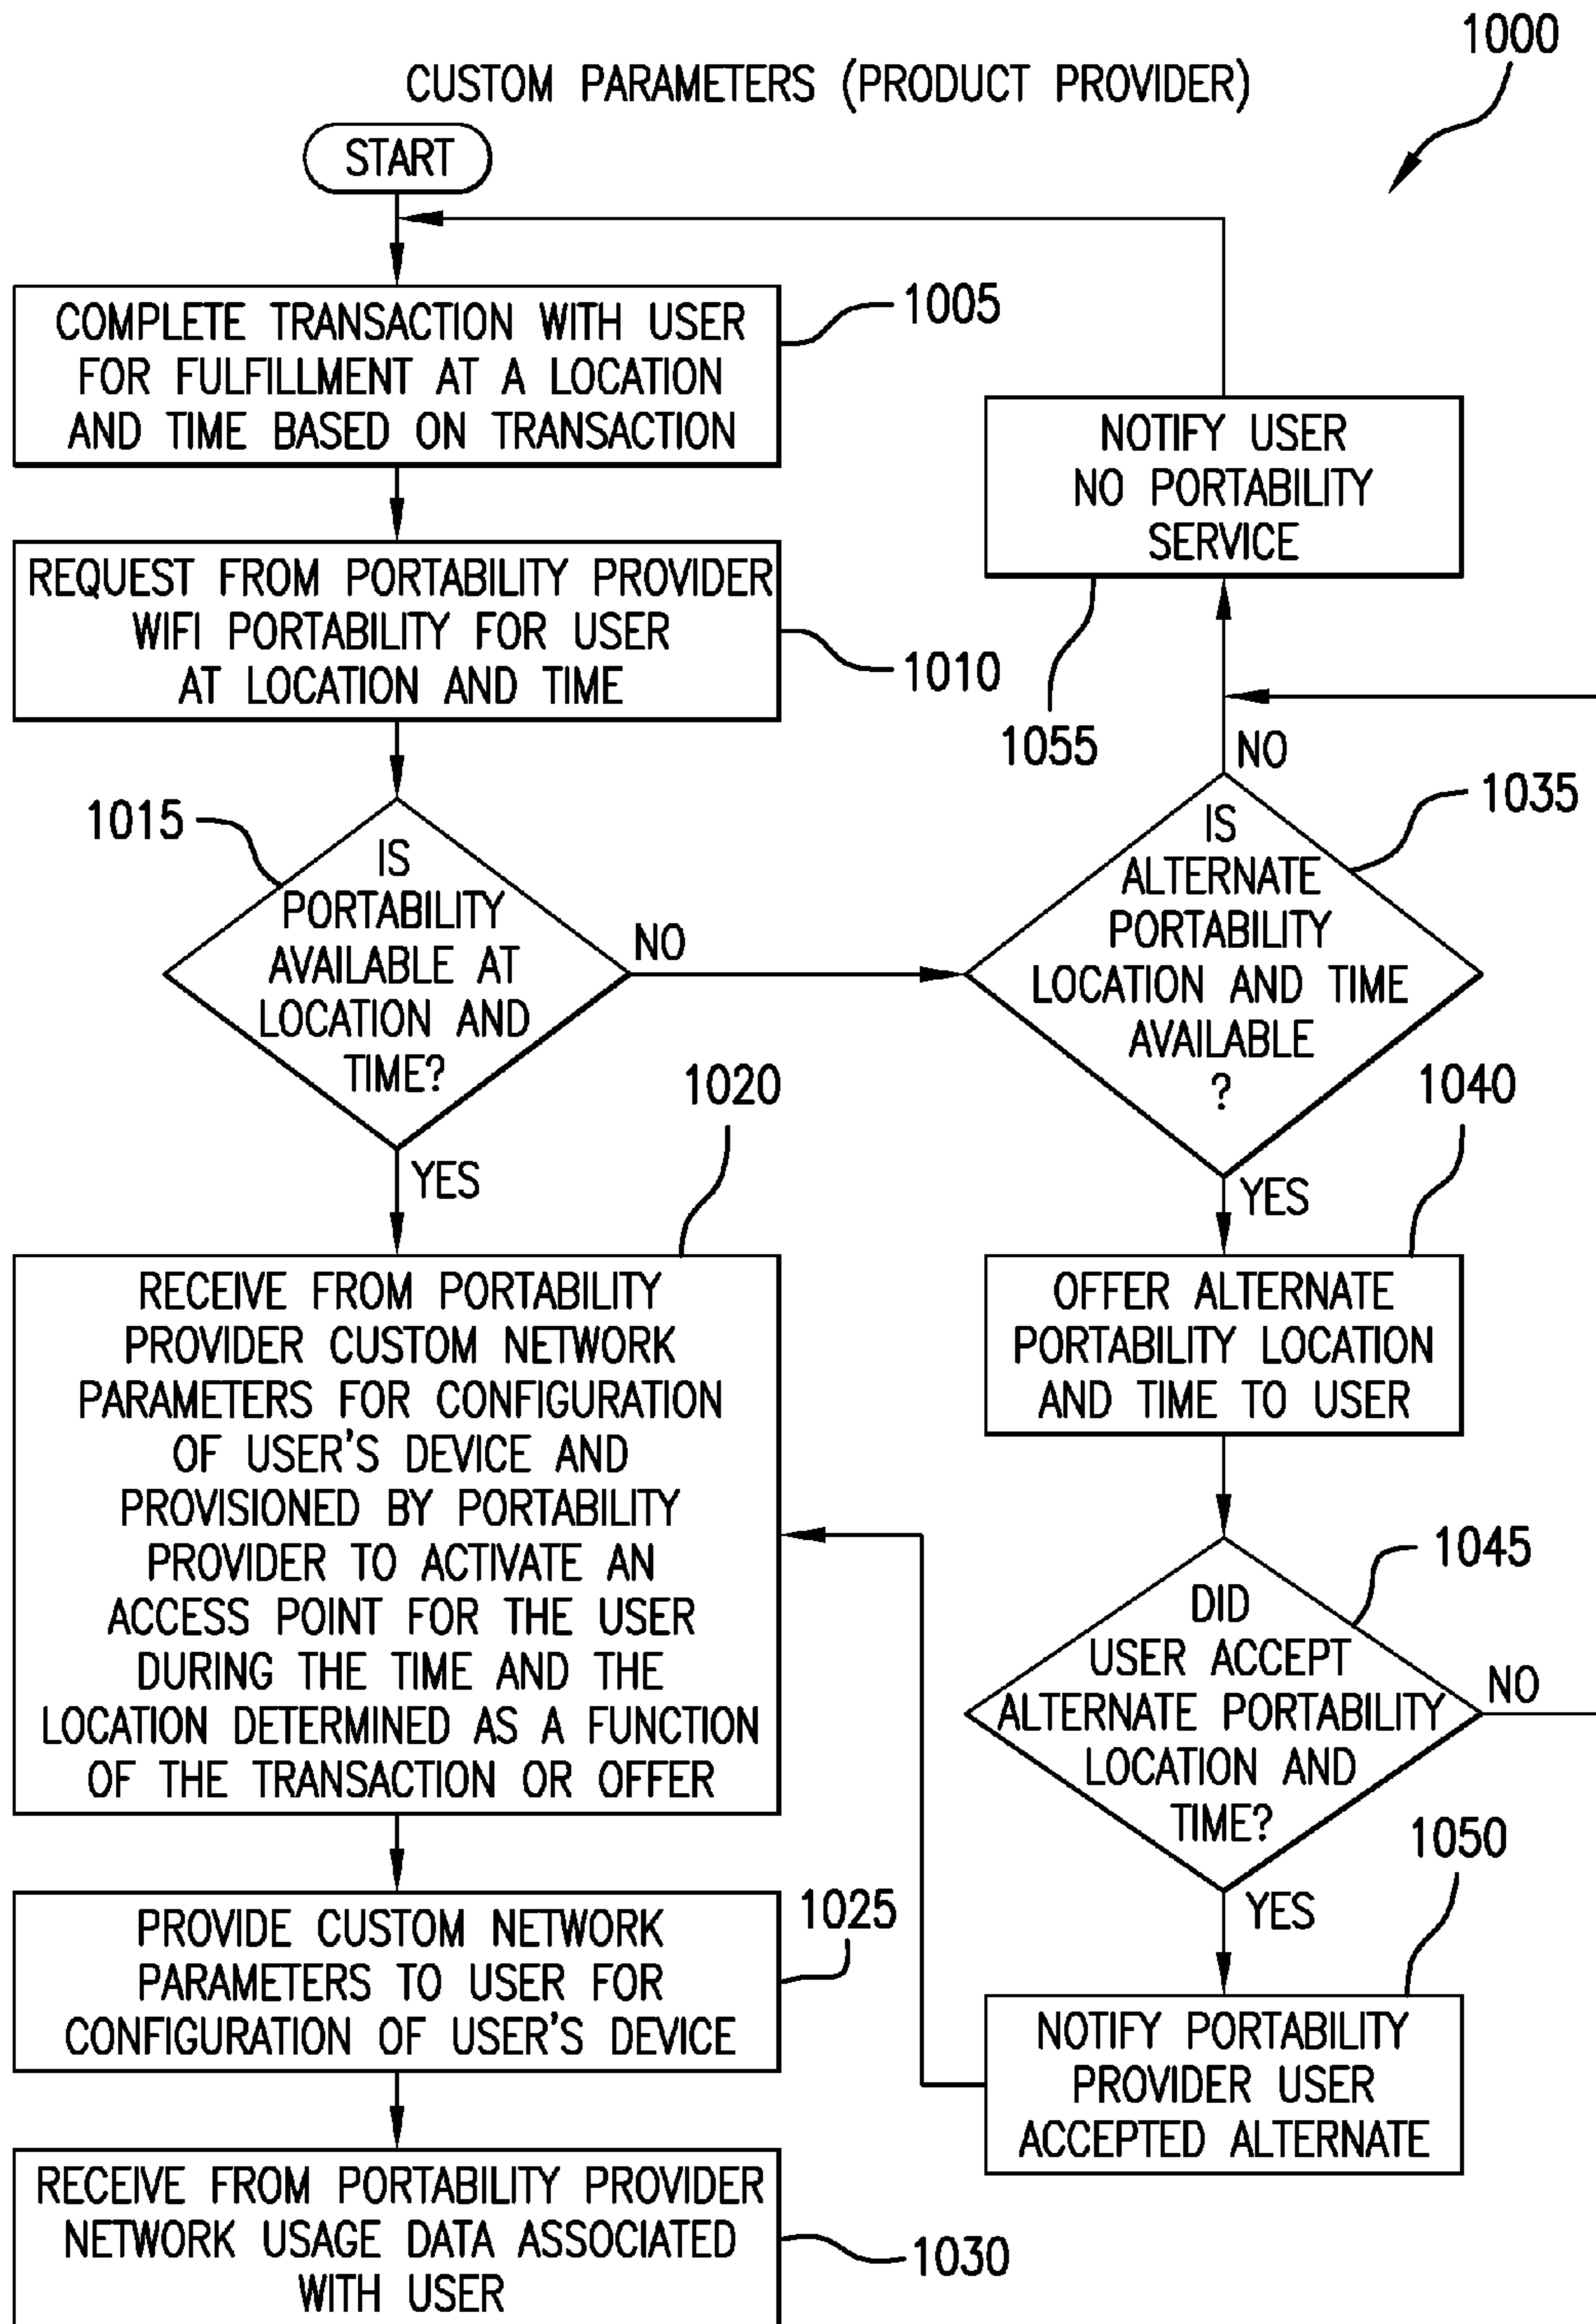 1000
CUSTOM PARAMETERS (PRODUCT PROVIDER)
START
COMPLETE TRANSACTION WITH USER
FOR FULFILLMENT AT A LOCATION
AND TIME BASED ON TRANSACTION
1005
REQUEST FROM PORTABILITY PROVIDER
WIFI PORTABILITY FOR USER
AT LOCATION AND TIME
1010
1015
IS
PORTABILITY
AVAILABLE AT
LOCATION AND
TIME?
NO
YES
1020
RECEIVE FROM PORTABILITY
PROVIDER CUSTOM NETWORK
PARAMETERS FOR CONFIGURATION
OF USER'S DEVICE AND
PROVISIONED BY PORTABILITY
PROVIDER TO ACTIVATE AN
ACCESS POINT FOR THE USER
DURING THE TIME AND THE
LOCATION DETERMINED AS A FUNCTION
OF THE TRANSACTION OR OFFER
PROVIDE CUSTOM NETWORK
PARAMETERS TO USER FOR
CONFIGURATION OF USER'S DEVICE
1025
RECEIVE FROM PORTABILITY PROVIDER
NETWORK USAGE DATA ASSOCIATED
WITH USER
1030
NOTIFY USER
NO PORTABILITY
SERVICE
1055
NO
1035
IS
ALTERNATE
PORTABILITY
LOCATION AND TIME
AVAILABLE
?
YES
1040
OFFER ALTERNATE
PORTABILITY LOCATION
AND TIME TO USER
1045
DID
USER ACCEPT
ALTERNATE PORTABILITY
LOCATION AND
TIME?
NO
YES
1050
NOTIFY PORTABILITY
PROVIDER USER
ACCEPTED ALTERNATE